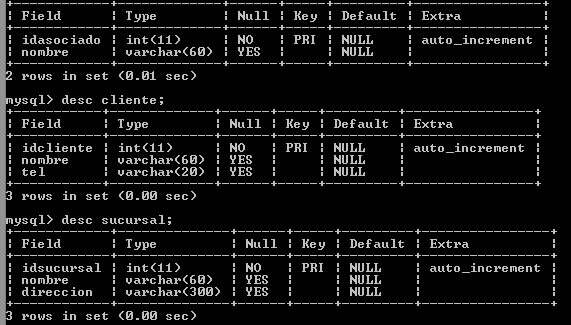 | Field | Type | Null | Key | Default | Extra |
| idasociado | int(11) | NO | PRI | NULL | auto_increment |
| nombre | varchar(60) | YES | | NULL | |
2 rows in set (0.01 sec)
mysql> desc cliente;
| Field | Type | Null | Key | Default | Extra |
| idcliente | int(11) | NO | PRI | NULL | auto_increment |
| nombre | varchar(60) | YES | | NULL | |
| tel | varchar(20) | YES | | NULL | |
3 rows in set (0.00 sec)
mysql> desc sucursal;
| Field | Type | Null | Key | Default | Extra |
| idsucursal | int(11) | NO | PRI | NULL | auto_increment |
| nombre | varchar(60) | YES | | NULL | |
| direccion | varchar(300) | YES | | NULL | |
3 rows in set (0.00 sec)